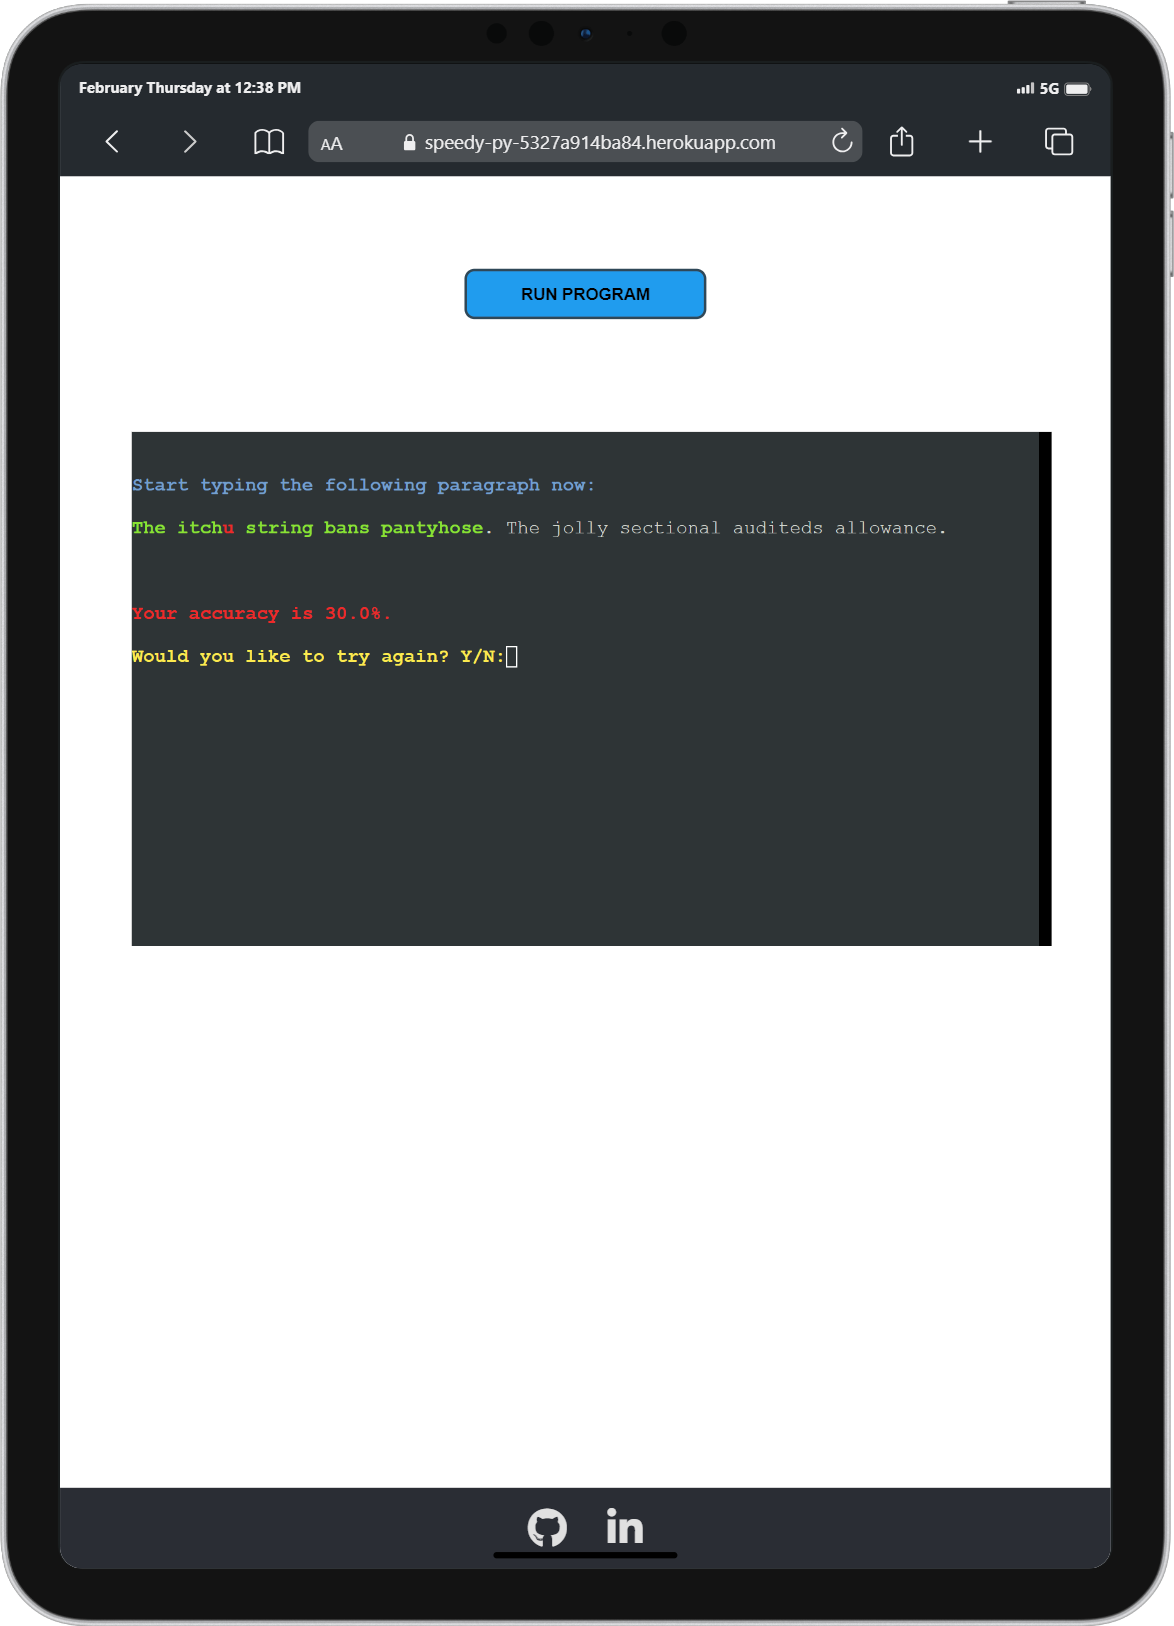 February Thursday at 12:38 PM
5G
AA
speedy-py-5327a914ba84.herokuapp.com
RUN PROGRAM
Start typing the following paragraph now:
The itchu string bans pantyhose. The jolly sectional auditeds allowance.
Your accuracy is 30.0%.
Would you like to try again? Y/N:
in